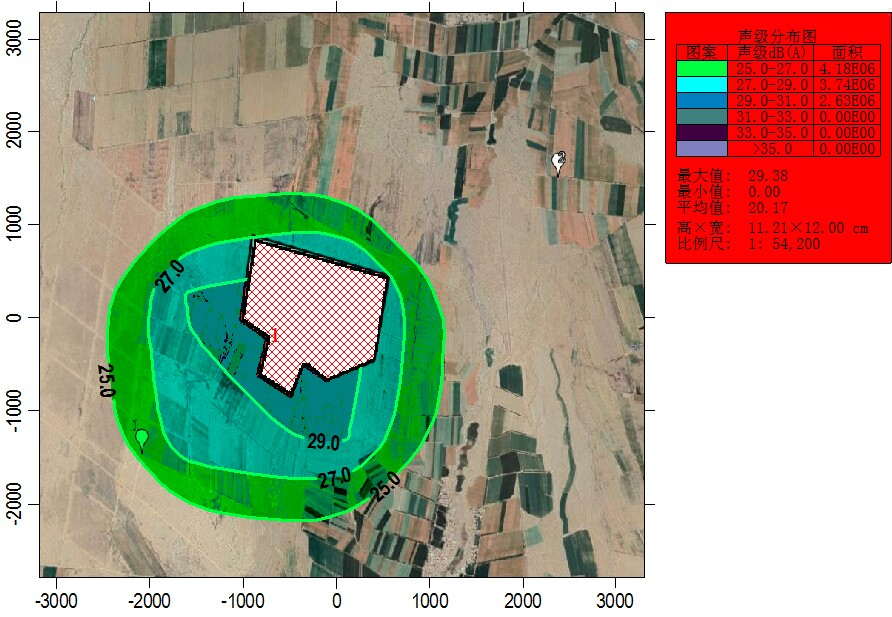 声级分布图
图案 声级dB(A) 面积
25.0-27.0 4.18E06
27.0-29.0 3.74E06
29.0-31.0 2.63E06
31.0-33.0 0.00E00
33.0-35.0 0.00E00
>35.0 0.00E00
最大值: 29.38
最小值: 0.00
平均值: 20.17
高×宽: 11.21×12.00 cm
比例尺: 1: 54,200
3000
2000
1000
0
-1000
-2000
2
27.0
1
25.0
29.0
27.0
25.0
-3000 -2000 -1000 0 1000 2000 3000